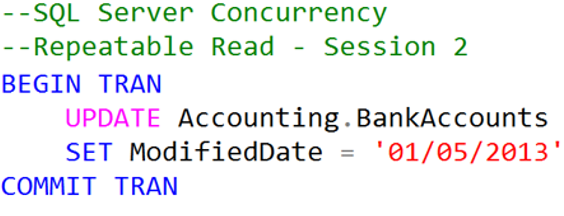 --SQL Server Concurrency
--Repeatable Read - Session 2
BEGIN TRAN
    UPDATE Accounting.BankAccounts
    SET ModifiedDate = '01/05/2013'
COMMIT TRAN